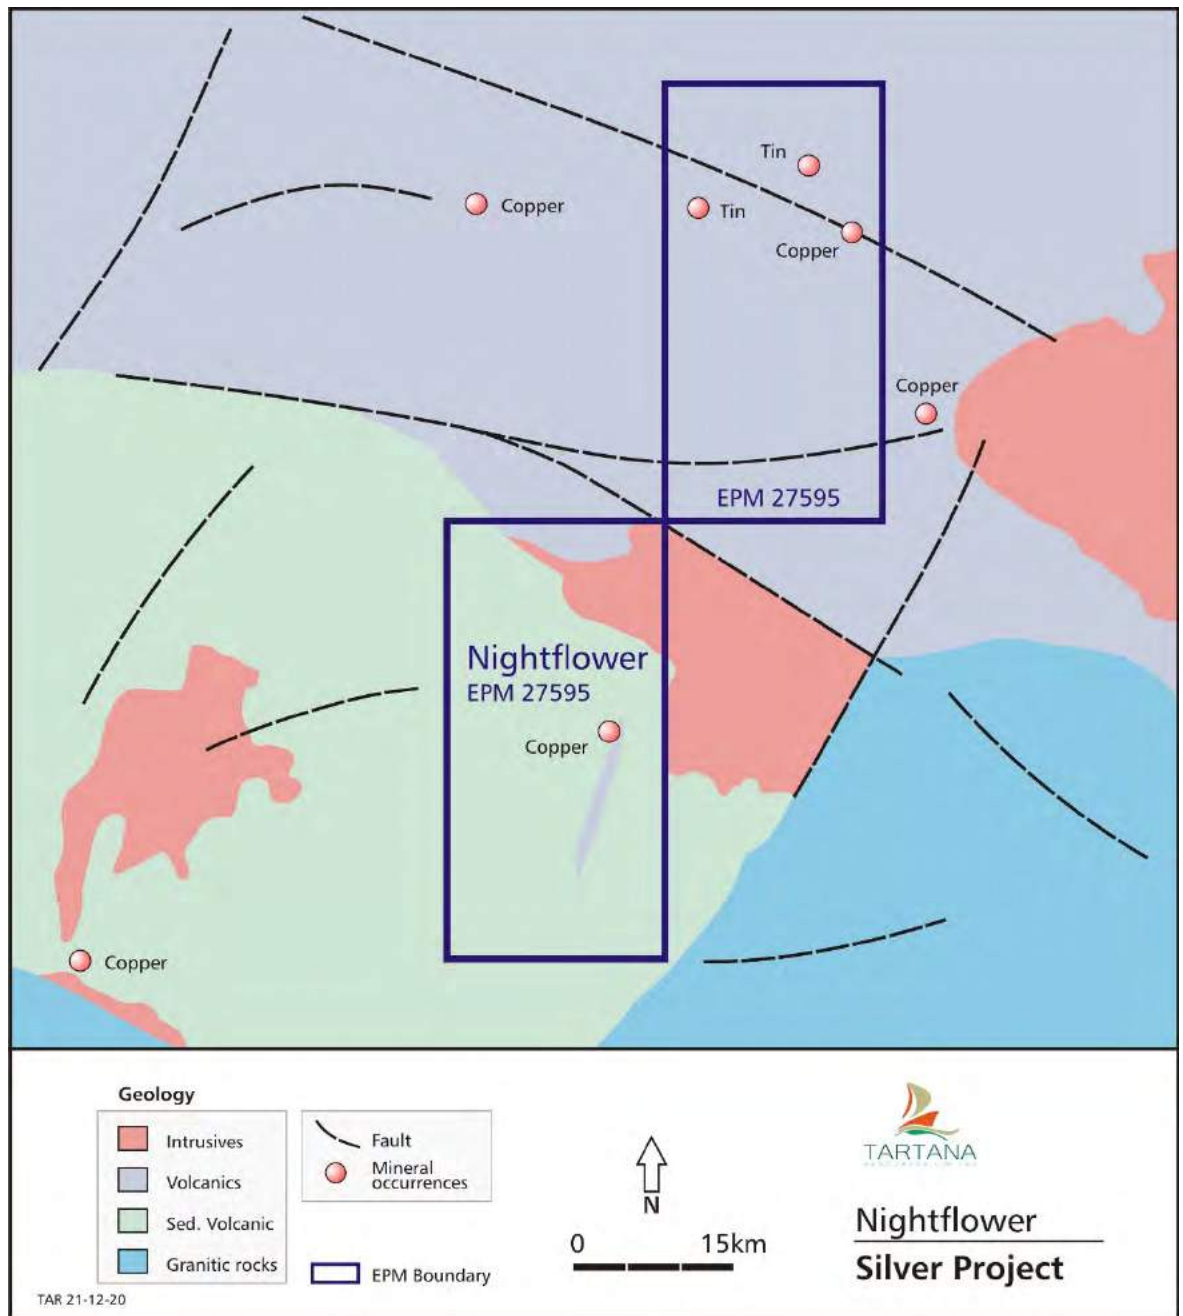 Tin
Copper
Tin
Copper
Copper
EPM 27595
Nightflower
EPM 27595
Copper
Copper
Geology
Intrusives
Volcanics
Sed. Volcanic
Granitic rocks
Fault
Mineral
occurrences
EPM Boundary
N
0 15km
TARTANA
Nightflower
Silver Project
TAR 21-12-20